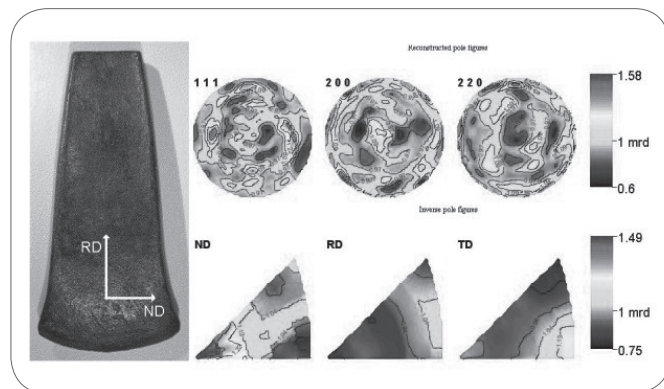 Reconstructed pole figures
111
200
220
1.58
1 mrd
0.6
Inverse pole figures
ND
RD
TD
1.49
1 mrd
0.75
RD
ND